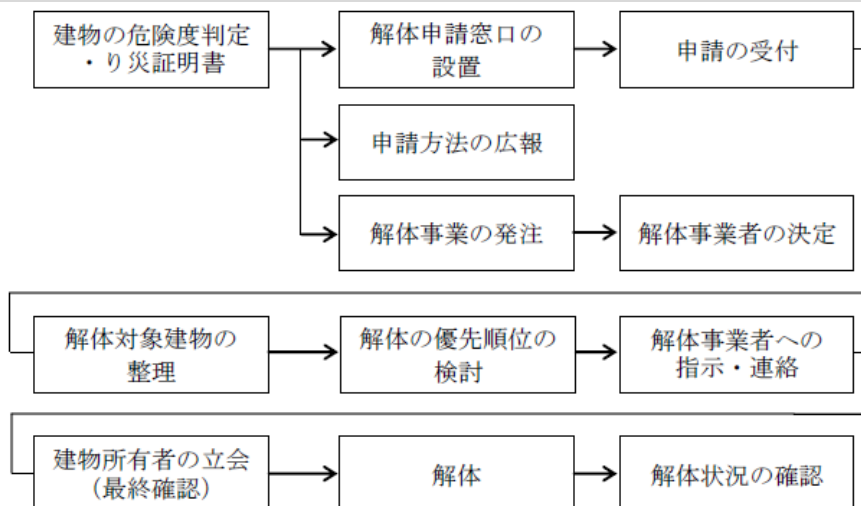 建物の危険度判定
・り災証明書
解体申請窓口の
設置
申請の受付
申請方法の広報
解体事業の発注
解体事業者の決定
解体対象建物の
整理
解体の優先順位の
検討
解体事業者への
指示・連絡
建物所有者の立会
（最終確認）
解体
解体状況の確認